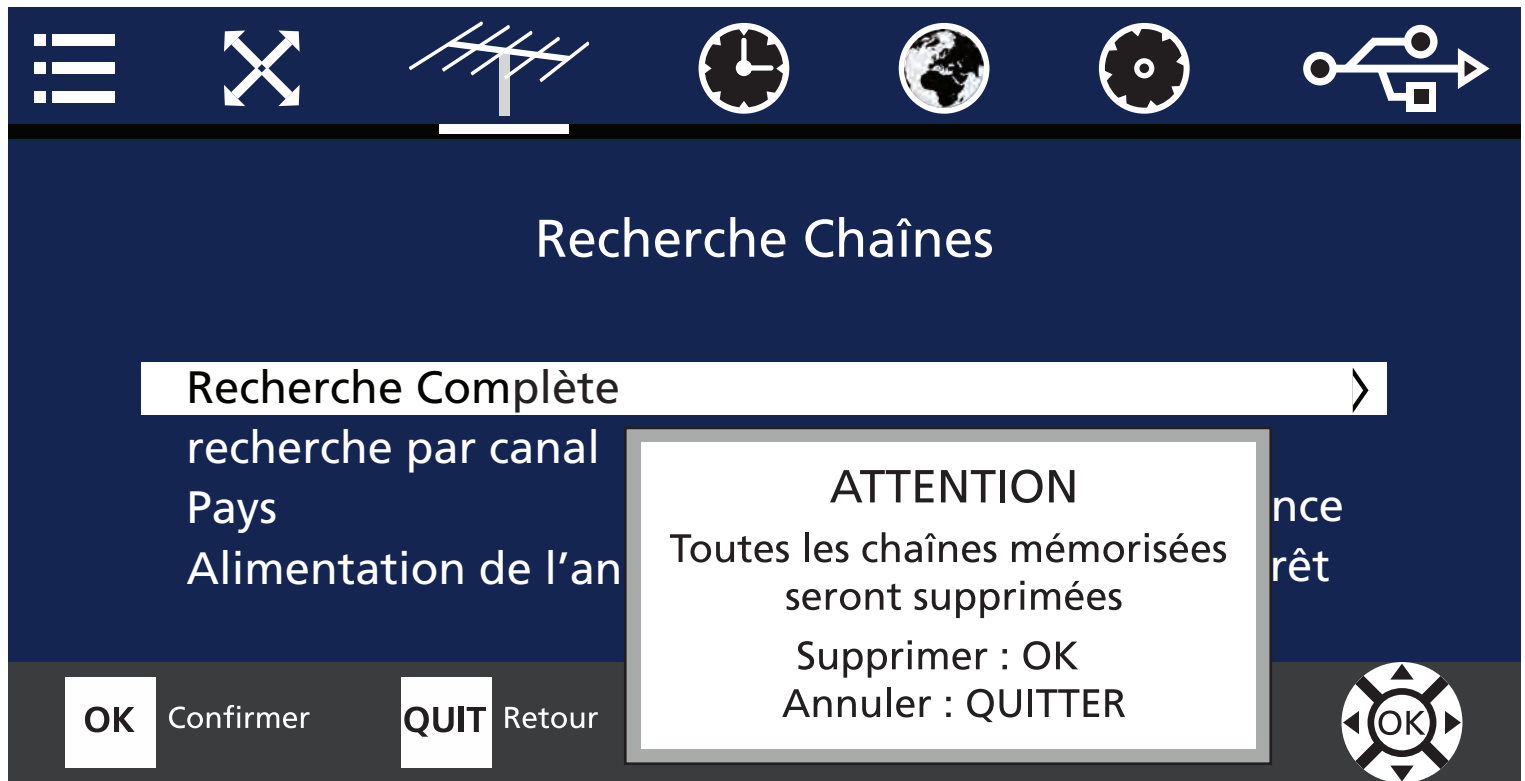 Recherche Chaînes
Recherche Complète
recherche par canal
Pays
nce
Alimentation de l'an
rêt
ATTENTION
Toutes les chaînes mémorisées
seront supprimées
Supprimer : OK
Annuler : QUITTER
OK Confirmer
QUIT Retour
OK